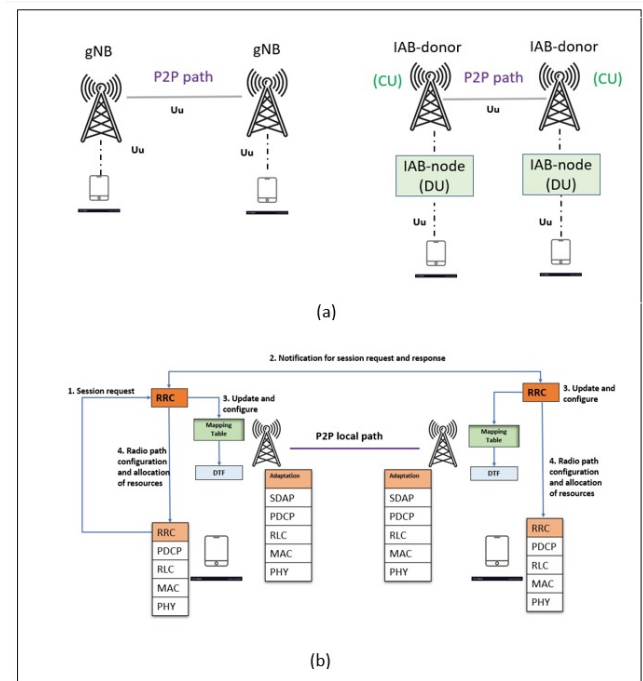 gNB
gNB
P2P path
Uu
Uu
Uu
IAB-donor
IAB-donor
(CU)
P2P path
(CU)
Uu
IAB-node
(DU)
IAB-node
(DU)
Uu
Uu
(a)
2. Notification for session request and response
1. Session request
RRC
3. Update and
configure
Mapping
Table
DTF
4. Radio path
configuration
and allocation
of resources
P2P local path
RRC
3. Update and
configure
Mapping
Table
DTF
4. Radio path
configuration
and allocation
of resources
RRC
PDCP
RLC
MAC
PHY
Adaptation
SDAP
PDCP
RLC
MAC
PHY
Adaptation
SDAP
PDCP
RLC
MAC
PHY
RRC
PDCP
RLC
MAC
PHY
(b)